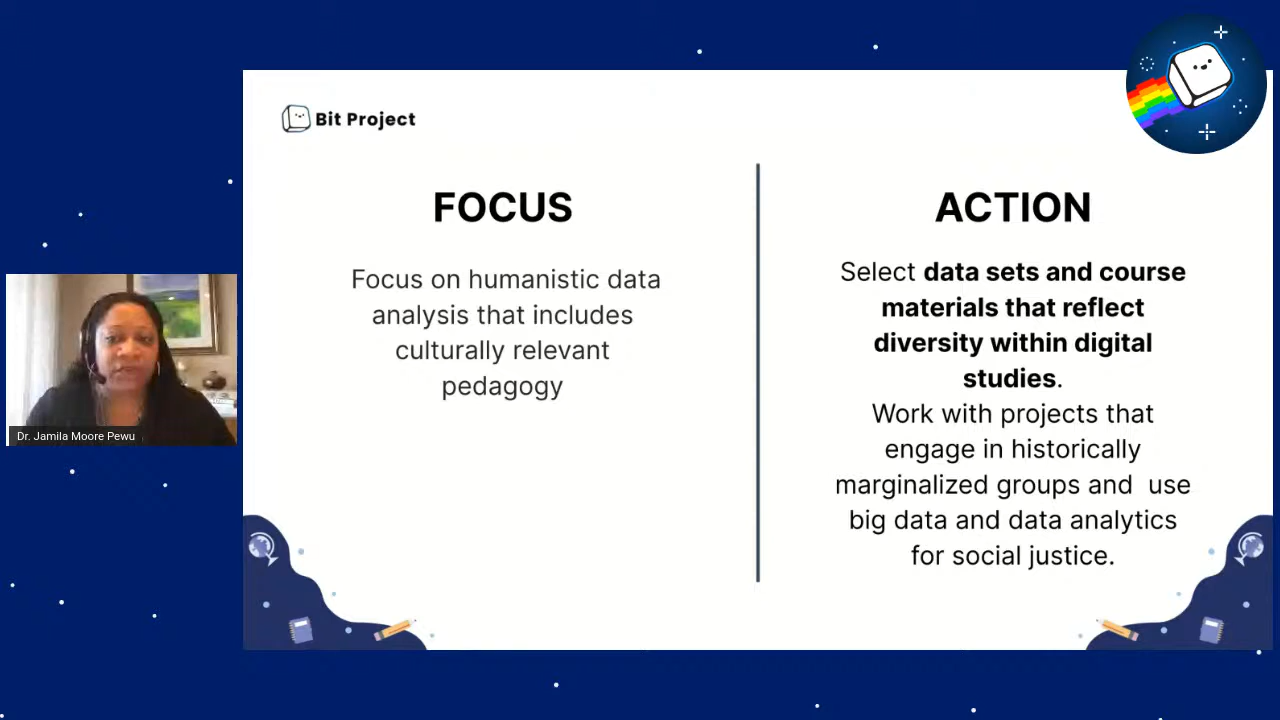 Bit Project
FOCUS
Focus on humanistic data
analysis that includes
culturally relevant
pedagogy
ACTION
Select data sets and course
materials that reflect
diversity within digital
studies.
Work with projects that
engage in historically
marginalized groups and  use
big data and data analytics
for social justice.
Dr. Jamila Moore Pewu